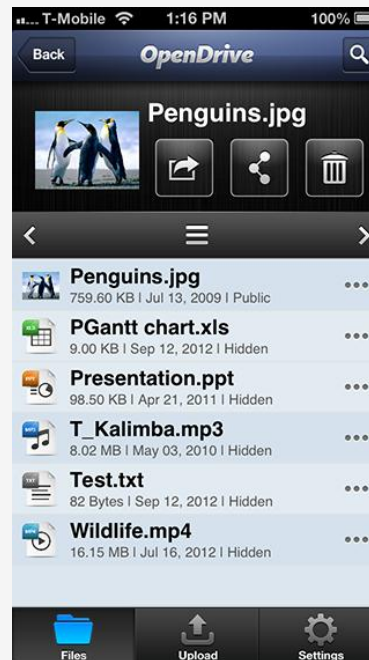 T-Mobile 1:16 PM 100%
Back OpenDrive
Penguins.jpg
Penguins.jpg
759.60 KB | Jul 13, 2009 | Public
PGantt chart.xls
9.00 KB | Sep 12, 2012 | Hidden
Presentation.ppt
98.50 KB | Apr 21, 2011 | Hidden
T_Kalimba.mp3
8.02 MB | May 03, 2010 | Hidden
Test.txt
82 Bytes | Sep 12, 2012 | Hidden
Wildlife.mp4
16.15 MB | Jul 16, 2012 | Hidden
Files Upload Settings